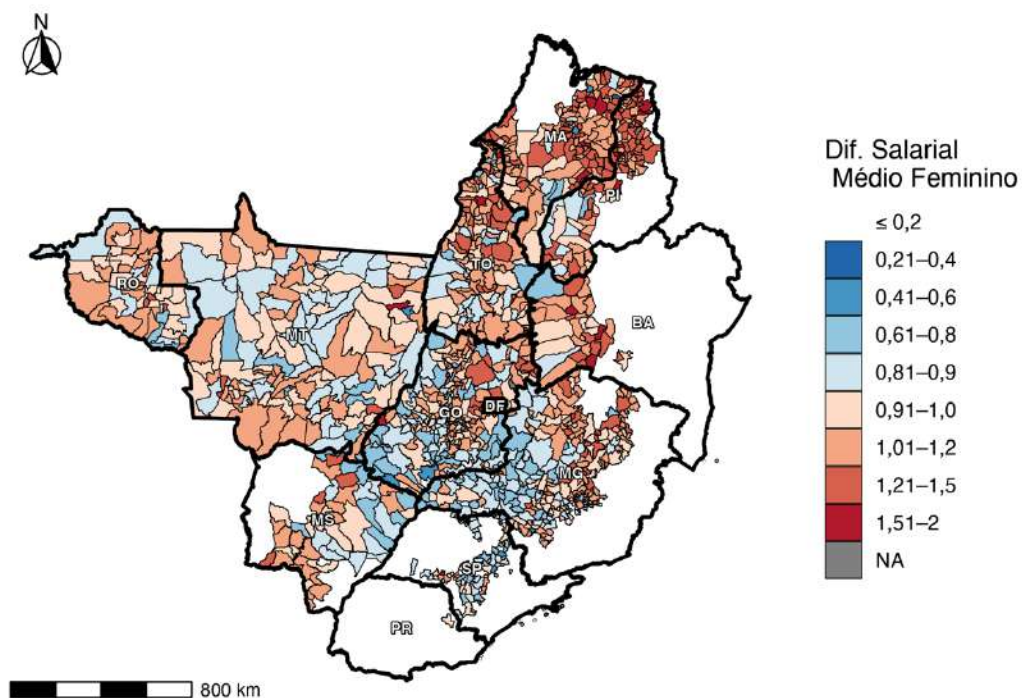 N
MA
PI
TO
RO
BA
MT
GO
DF
MG
MS
SP
PR
800 km
Dif. Salarial
Médio Feminino
≤ 0,2
0,21–0,4
0,41–0,6
0,61–0,8
0,81–0,9
0,91–1,0
1,01–1,2
1,21–1,5
1,51–2
NA